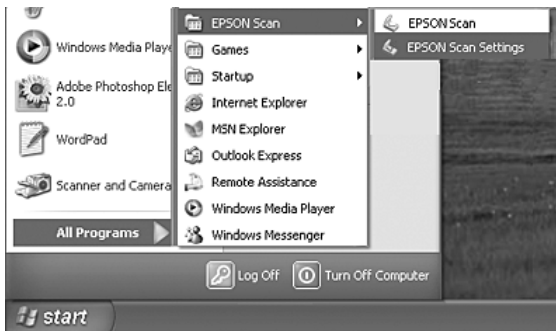 Windows Media Playe
Adobe Photoshop Ele
2.0
WordPad
Scanner and Camera
All Programs
EPSON Scan
Games
Startup
Internet Explorer
MSN Explorer
Outlook Express
Remote Assistance
Windows Media Player
Windows Messenger
EPSON Scan
EPSON Scan Settings
Log Off
Turn Off Computer
start